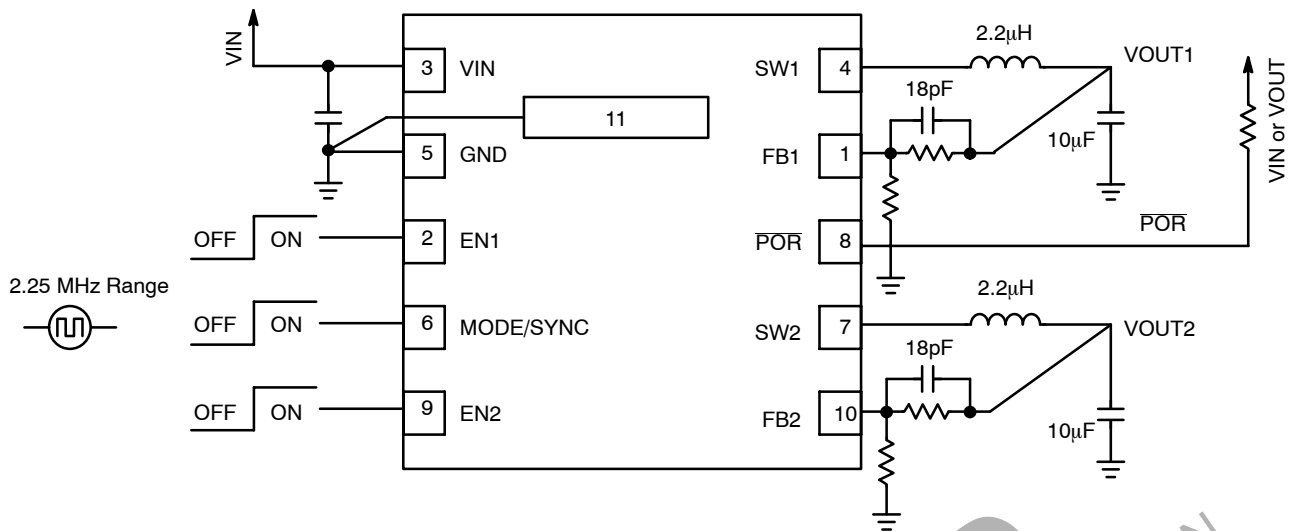 VIN
3 VIN
11
5 GND
2 EN1
OFF ON
2.25 MHz Range
6 MODE/SYNC
OFF ON
9 EN2
OFF ON
SW1 4
2.2μH
VOUT1
18pF
10μF
FB1 1
VIN or VOUT
POR 8
POR
SW2 7
2.2μH
VOUT2
18pF
10μF
FB2 10